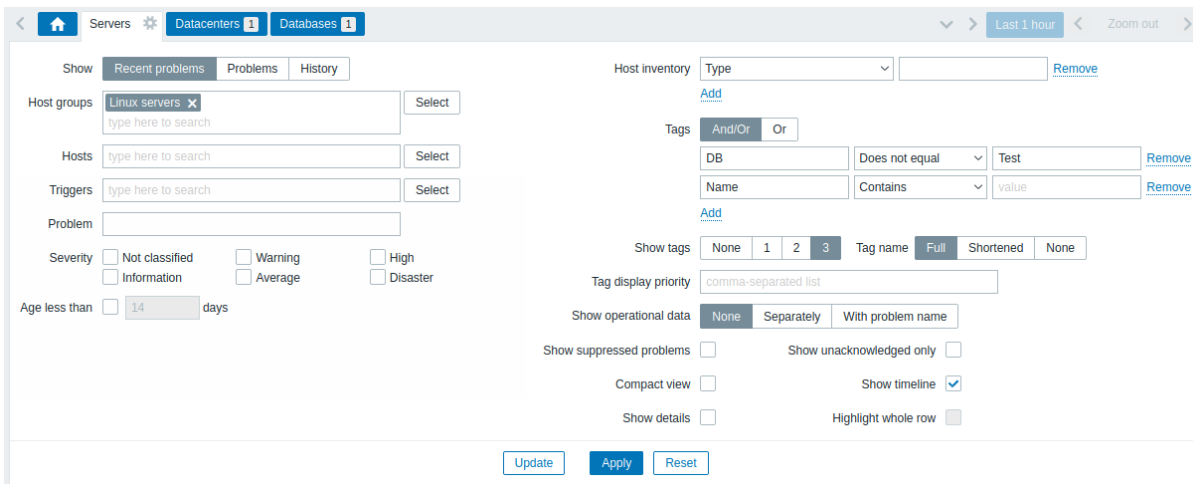 Servers Datacenters 1 Databases 1 Last 1 hour Zoom out
Show Recent problems Problems History
Host groups Linux servers Select
type here to search
Hosts type here to search Select
Triggers type here to search Select
Problem
Severity Not classified Warning High
Information Average Disaster
Age less than 14 days
Host inventory Type Remove
Add
Tags And/Or Or
DB Does not equal Test Remove
Name Contains value Remove
Add
Show tags None 1 2 3 Tag name Full Shortened None
Tag display priority comma-separated list
Show operational data None Separately With problem name
Show suppressed problems Show unacknowledged only
Compact view Show timeline
Show details Highlight whole row
Update Apply Reset